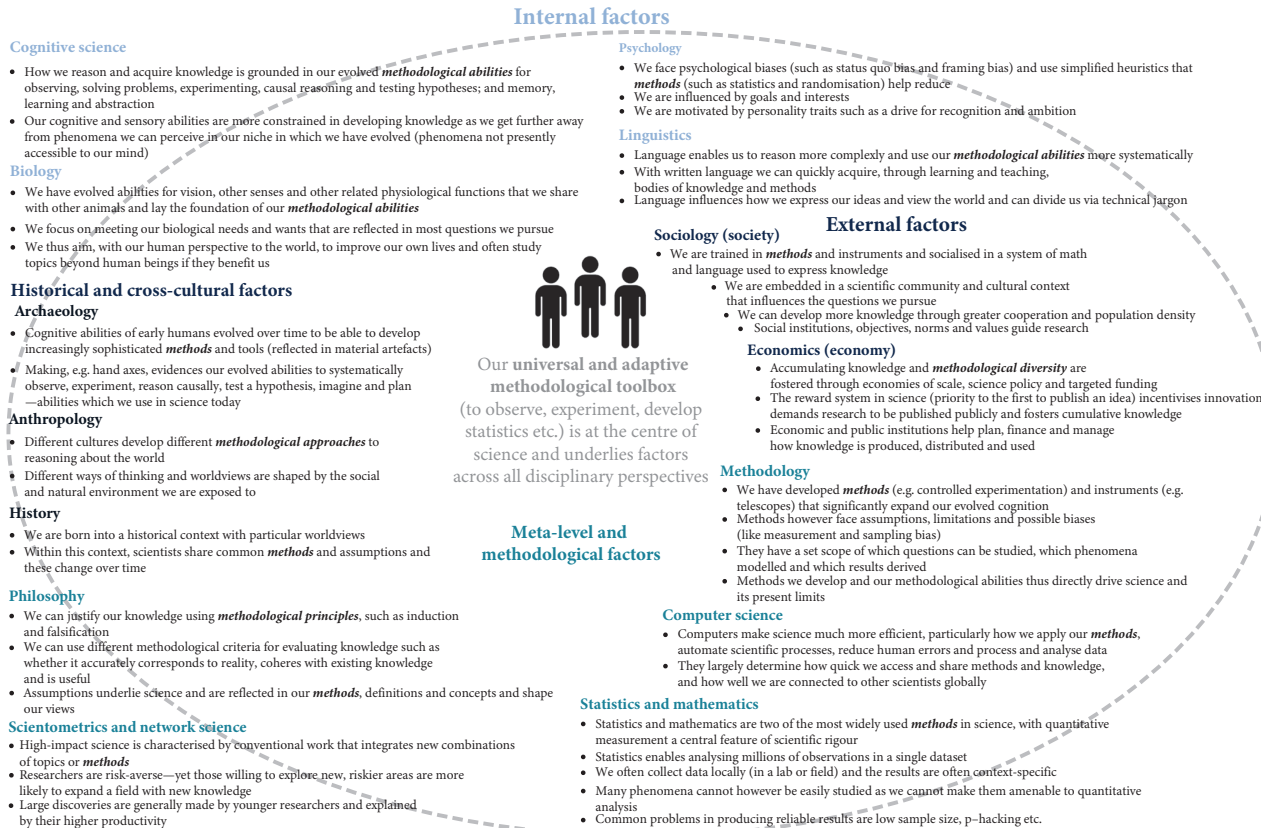 Internal factors
Cognitive science
• How we reason and acquire knowledge is grounded in our evolved methodological abilities for
observing, solving problems, experimenting, causal reasoning and testing hypotheses; and memory,
learning and abstraction
• Our cognitive and sensory abilities are more constrained in developing knowledge as we get further away
from phenomena we can perceive in our niche in which we have evolved (phenomena not presently
accessible to our mind)
Biology
• We have evolved abilities for vision, other senses and other related physiological functions that we share
with other animals and lay the foundation of our methodological abilities
• We focus on meeting our biological needs and wants that are reflected in most questions we pursue
• We thus aim, with our human perspective to the world, to improve our own lives and often study
topics beyond human beings if they benefit us
Psychology
• We face psychological biases (such as status quo bias and framing bias) and use simplified heuristics that
methods (such as statistics and randomisation) help reduce
• We are influenced by goals and interests
• We are motivated by personality traits such as a drive for recognition and ambition
Linguistics
• Language enables us to reason more complexly and use our methodological abilities more systematically
• With written language we can quickly acquire, through learning and teaching,
bodies of knowledge and methods
• Language influences how we express our ideas and view the world and can divide us via technical jargon
External factors
Sociology (society)
• We are trained in methods and instruments and socialised in a system of math
and language used to express knowledge
• We are embedded in a scientific community and cultural context
that influences the questions we pursue
• We can develop more knowledge through greater cooperation and population density
• Social institutions, objectives, norms and values guide research
Economics (economy)
• Accumulating knowledge and methodological diversity are
fostered through economies of scale, science policy and targeted funding
• The reward system in science (priority to the first to publish an idea) incentivises innovation
demands research to be published publicly and fosters cumulative knowledge
• Economic and public institutions help plan, finance and manage
how knowledge is produced, distributed and used
Historical and cross-cultural factors
Archaeology
• Cognitive abilities of early humans evolved over time to be able to develop
increasingly sophisticated methods and tools (reflected in material artefacts)
• Making, e.g. hand axes, evidences our evolved abilities to systematically
observe, experiment, reason causally, test a hypothesis, imagine and plan
—abilities which we use in science today
Anthropology
• Different cultures develop different methodological approaches to
reasoning about the world
• Different ways of thinking and worldviews are shaped by the social
and natural environment we are exposed to
History
• We are born into a historical context with particular worldviews
• Within this context, scientists share common methods and assumptions and
these change over time
Our universal and adaptive
methodological toolbox
(to observe, experiment, develop
statistics etc.) is at the centre of
science and underlies factors
across all disciplinary perspectives
Meta-level and
methodological factors
Philosophy
• We can justify our knowledge using methodological principles, such as induction
and falsification
• We can use different methodological criteria for evaluating knowledge such as
whether it accurately corresponds to reality, coheres with existing knowledge
and is useful
• Assumptions underlie science and are reflected in our methods, definitions and concepts and shape
our views
Scientometrics and network science
• High-impact science is characterised by conventional work that integrates new combinations
of topics or methods
• Researchers are risk-averse—yet those willing to explore new, riskier areas are more
likely to expand a field with new knowledge
• Large discoveries are generally made by younger researchers and explained
by their higher productivity
Methodology
• We have developed methods (e.g. controlled experimentation) and instruments (e.g.
telescopes) that significantly expand our evolved cognition
• Methods however face assumptions, limitations and possible biases
(like measurement and sampling bias)
• They have a set scope of which questions can be studied, which phenomena
modelled and which results derived
• Methods we develop and our methodological abilities thus directly drive science and
its present limits
Computer science
• Computers make science much more efficient, particularly how we apply our methods,
automate scientific processes, reduce human errors and process and analyse data
• They largely determine how quick we access and share methods and knowledge,
and how well we are connected to other scientists globally
Statistics and mathematics
• Statistics and mathematics are two of the most widely used methods in science, with quantitative
measurement a central feature of scientific rigour
• Statistics enables analysing millions of observations in a single dataset
• We often collect data locally (in a lab or field) and the results are often context-specific
• Many phenomena cannot however be easily studied as we cannot make them amenable to quantitative
analysis
• Common problems in producing reliable results are low sample size, p–hacking etc.